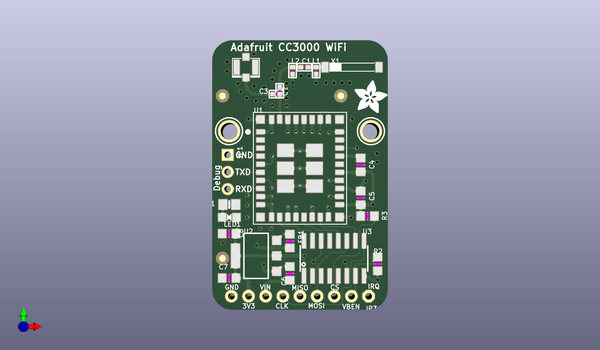 Adafruit CC3000 WiFi
L2 C1 L1 X1
C3
U1
GND
TXD
RXD
Debug
C4
C5
R3
LED1
U2
FB1
U3
R2
C7
GND VIN MISO CS IRQ
3V3 CLK MOSI VBEN JP3